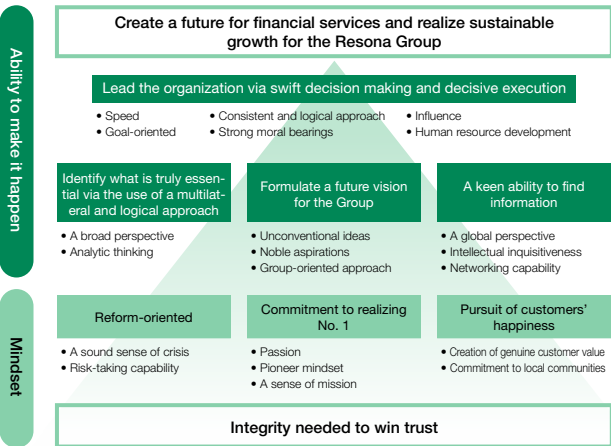 Create a future for financial services and realize sustainable
growth for the Resona Group
Ability to make it happen
Lead the organization via swift decision making and decisive execution
• Speed
• Goal-oriented
• Consistent and logical approach
• Strong moral bearings
• Influence
• Human resource development
Identify what is truly essen-
tial via the use of a multilat-
eral and logical approach
• A broad perspective
• Analytic thinking
Formulate a future vision
for the Group
• Unconventional ideas
• Noble aspirations
• Group-oriented approach
A keen ability to find
information
• A global perspective
• Intellectual inquisitiveness
• Networking capability
Mindset
Reform-oriented
• A sound sense of crisis
• Risk-taking capability
Commitment to realizing
No. 1
• Passion
• Pioneer mindset
• A sense of mission
Pursuit of customers'
happiness
• Creation of genuine customer value
• Commitment to local communities
Integrity needed to win trust